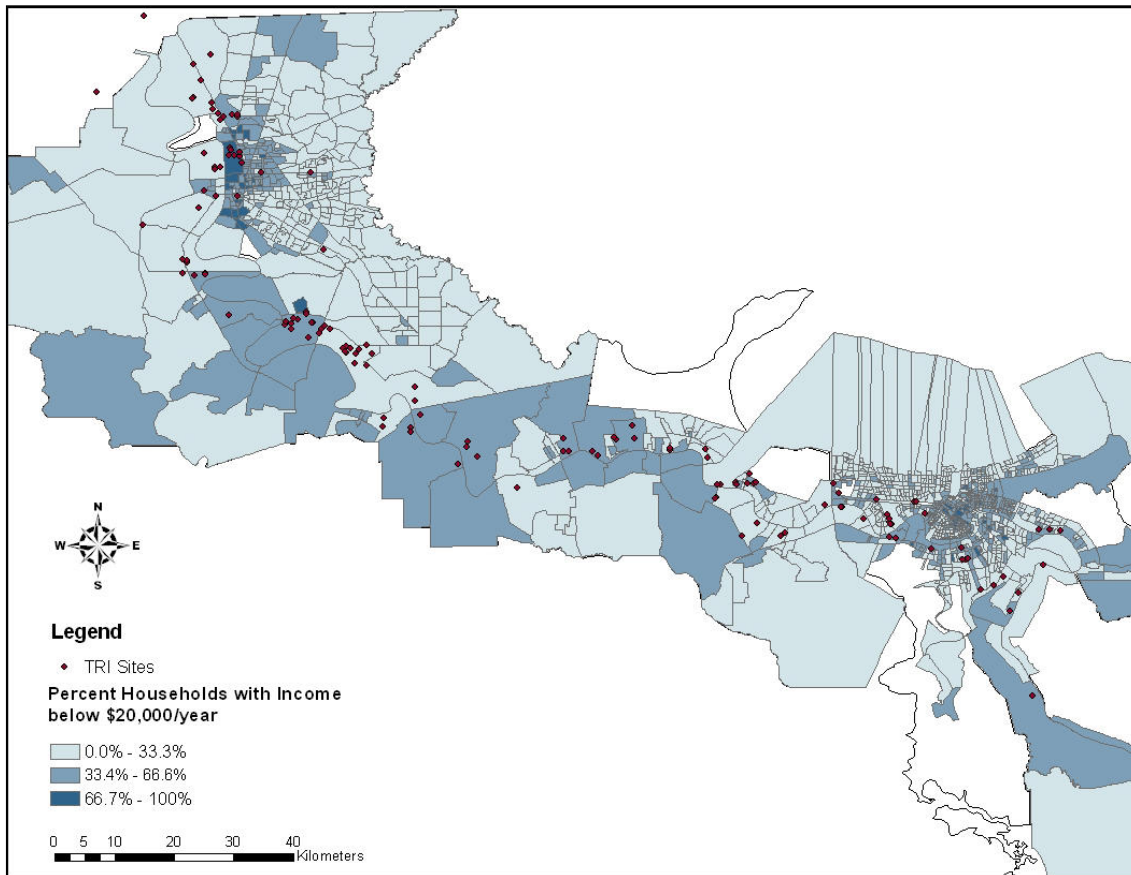 N
W E
S
Legend
TRI Sites
Percent Households with Income
below $20,000/year
0.0% - 33.3%
33.4% - 66.6%
66.7% - 100%
0 5 10 20 30 40
Kilometers